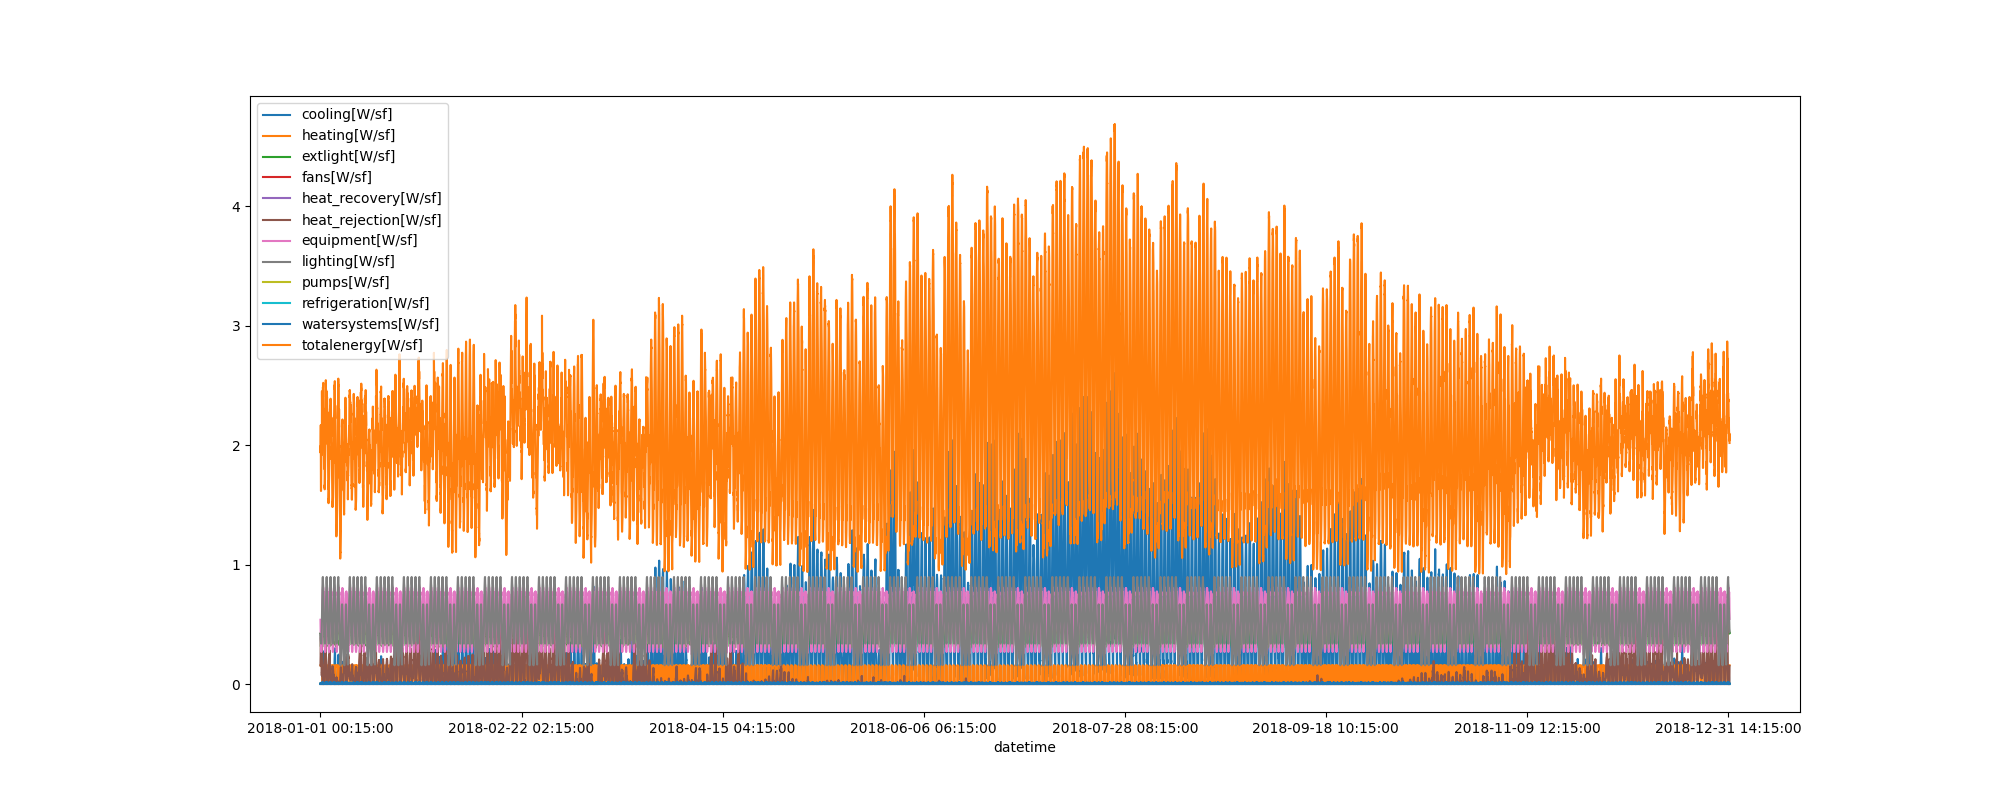 cooling[W/sf]
heating[W/sf]
extlight[W/sf]
fans[W/sf]
heat_recovery[W/sf]
heat_rejection[W/sf]
equipment[W/sf]
lighting[W/sf]
pumps[W/sf]
refrigeration[W/sf]
watersystems[W/sf]
totalenergy[W/sf]
4
3
2
1
0
2018-01-01 00:15:00 2018-02-22 02:15:00 2018-04-15 04:15:00 2018-06-06 06:15:00 2018-07-28 08:15:00 2018-09-18 10:15:00 2018-11-09 12:15:00 2018-12-31 14:15:00
datetime